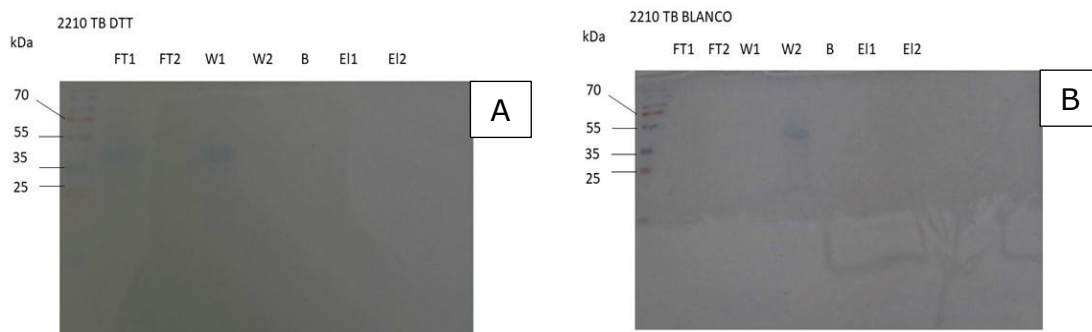 2210 TB DTT
kDa
FT1 FT2 W1 W2 B El1 El2
70
55
35
25
A
2210 TB BLANCO
kDa
FT1 FT2 W1 W2 B El1 El2
70
55
35
25
B